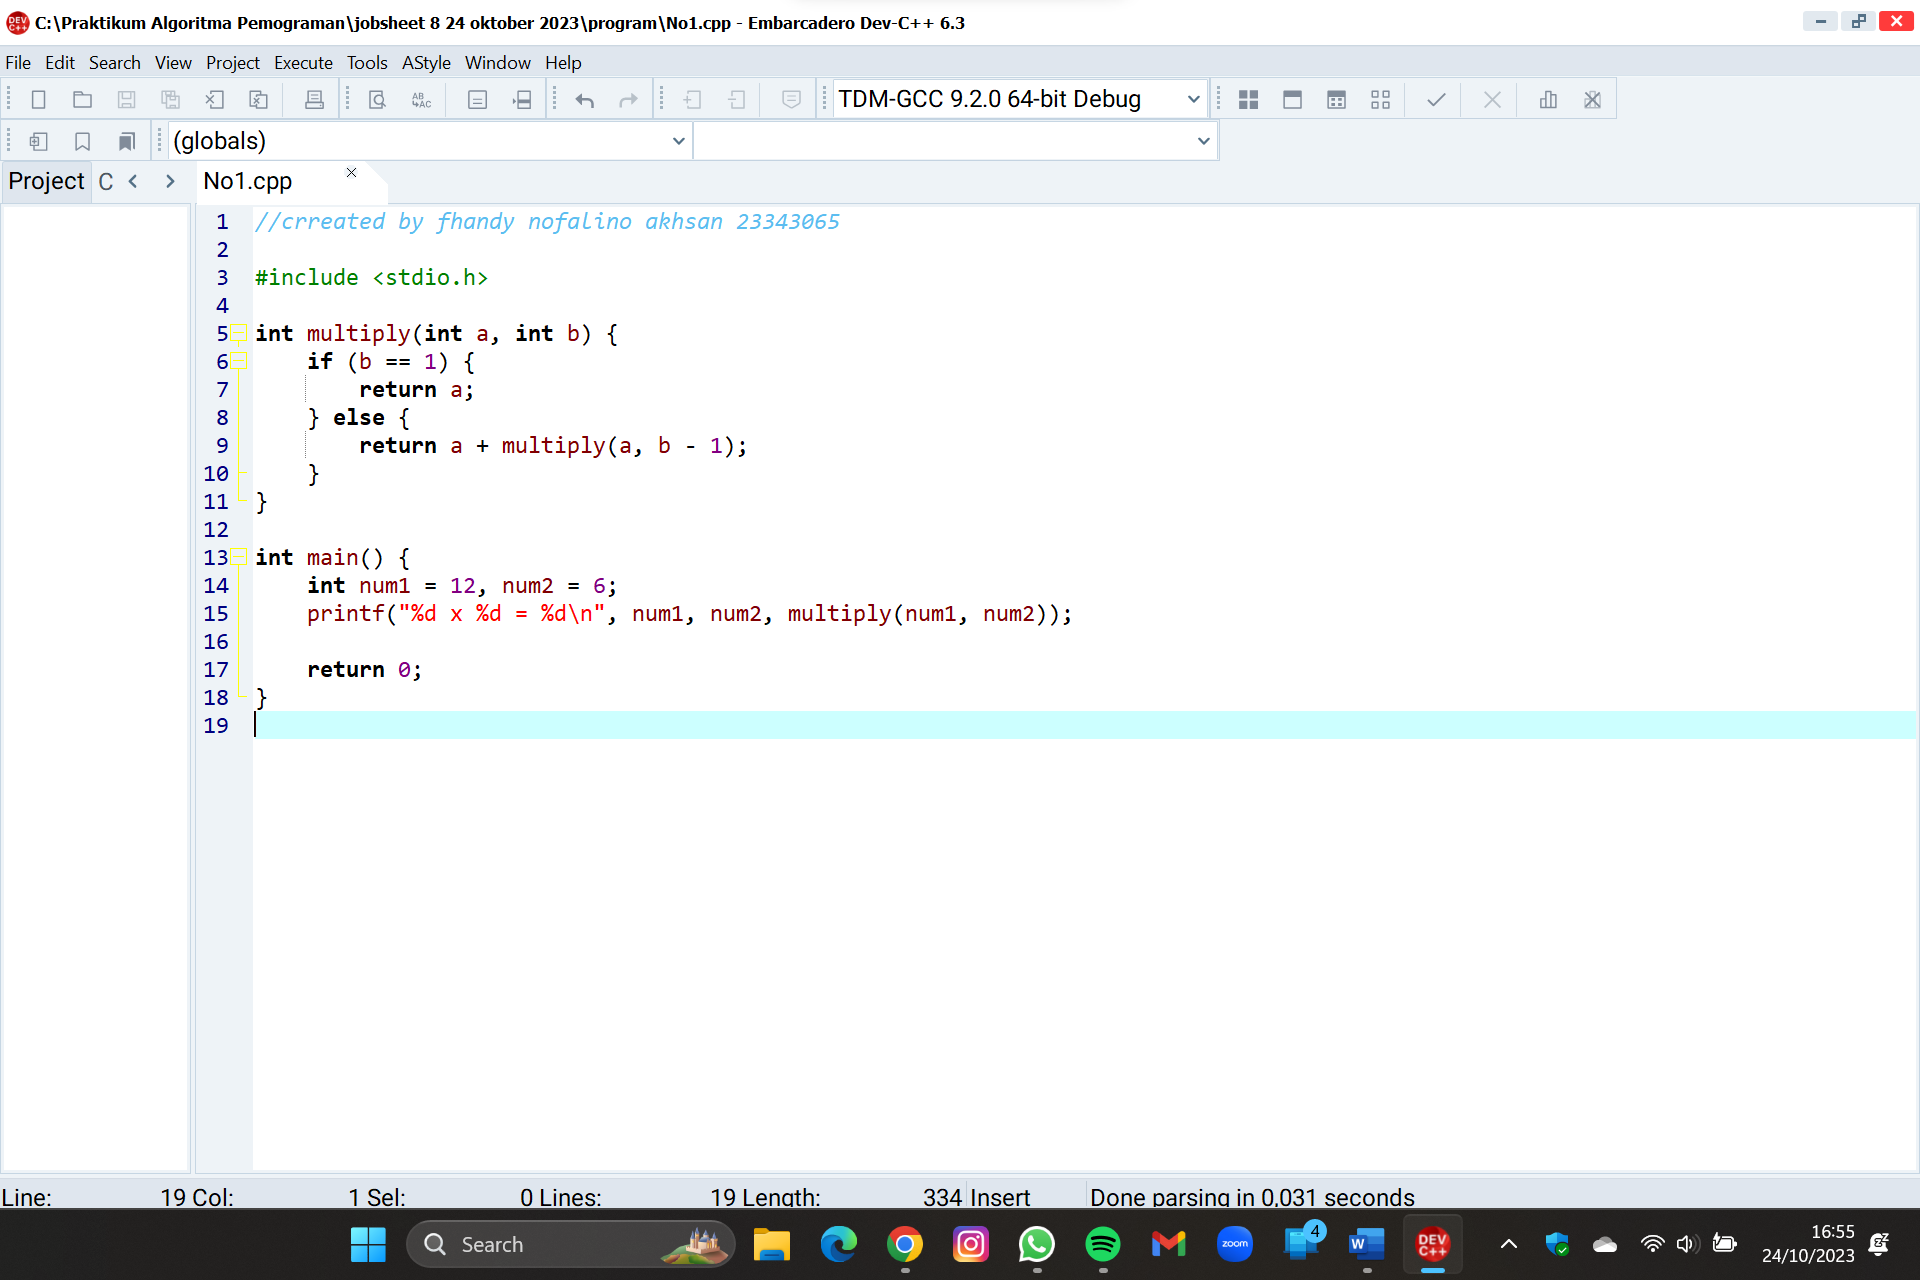 C:\Praktikum Algoritma Pemograman\jobsheet 8 24 oktober 2023\program\No1.cpp - Embarcadero Dev-C++ 6.3
File Edit Search View Project Execute Tools AStyle Window Help
TDM-GCC 9.2.0 64-bit Debug
(globals)
Project C No1.cpp
1 //crreated by fhandy nofalino akhsan 23343065
2
3 #include <stdio.h>
4
5 int multiply(int a, int b) {
6     if (b == 1) {
7         return a;
8     } else {
9         return a + multiply(a, b - 1);
10     }
11 }
12
13 int main() {
14     int num1 = 12, num2 = 6;
15     printf("%d x %d = %d\n", num1, num2, multiply(num1, num2));
16
17     return 0;
18 }
19
Line: 19 Col: 1 Sel: 0 Lines: 19 Length: 334 Insert Done parsing in 0,031 seconds
Search
zoom
4
W
DEV C++
16:55
24/10/2023